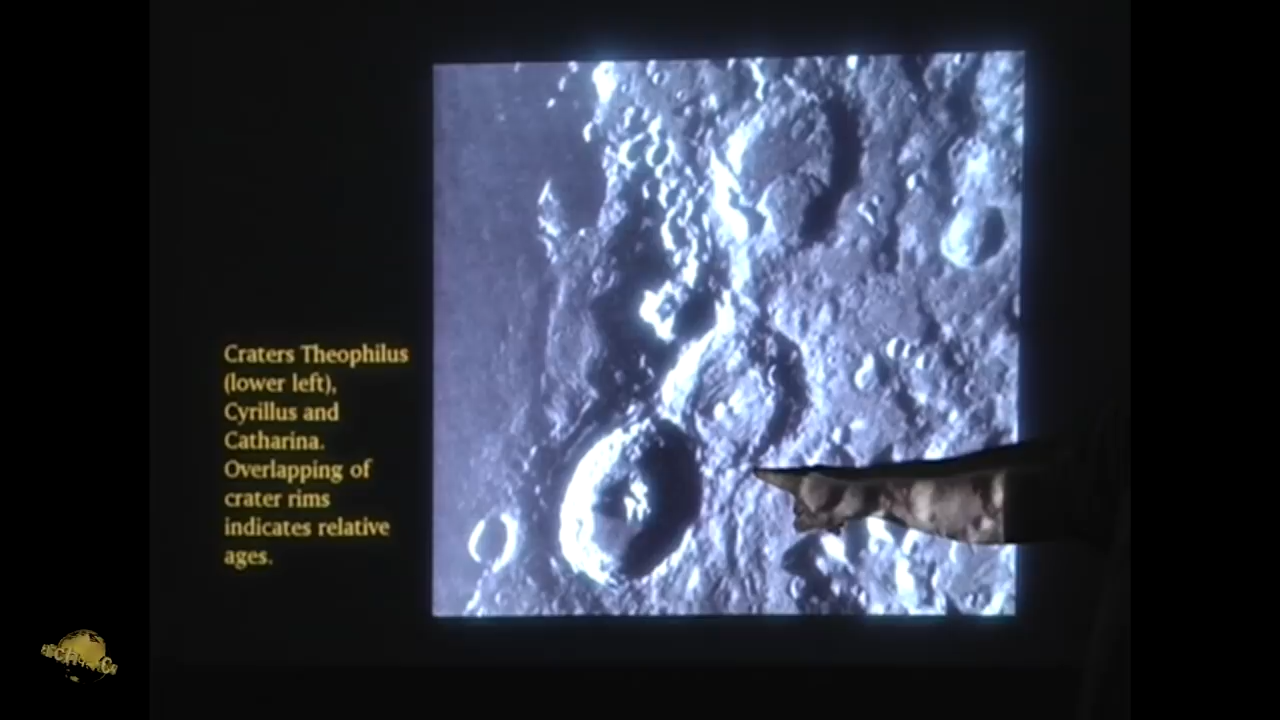 Craters Theophilus
(lower left),
Cyrillus and
Catharina.
Overlapping of
crater rims
indicates relative
ages.